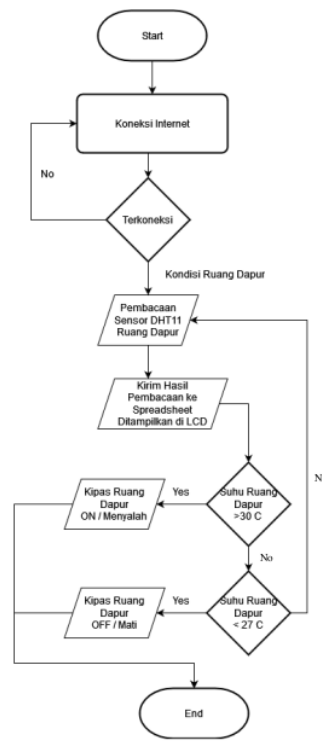 Start
Koneksi Internet
No
Terkoneksi
Kondisi Ruang Dapur
Pembacaan
Sensor DHT11
Ruang Dapur
Kirim Hasil
Pembacaan ke
Spreadsheet
Ditampilkan di LCD
N
Kipas Ruang
Dapur
ON / Menyalah
Yes
Suhu Ruang
Dapur
>30 C
No
Kipas Ruang
Dapur
OFF / Mati
Yes
Suhu Ruang
Dapur
< 27 C
End